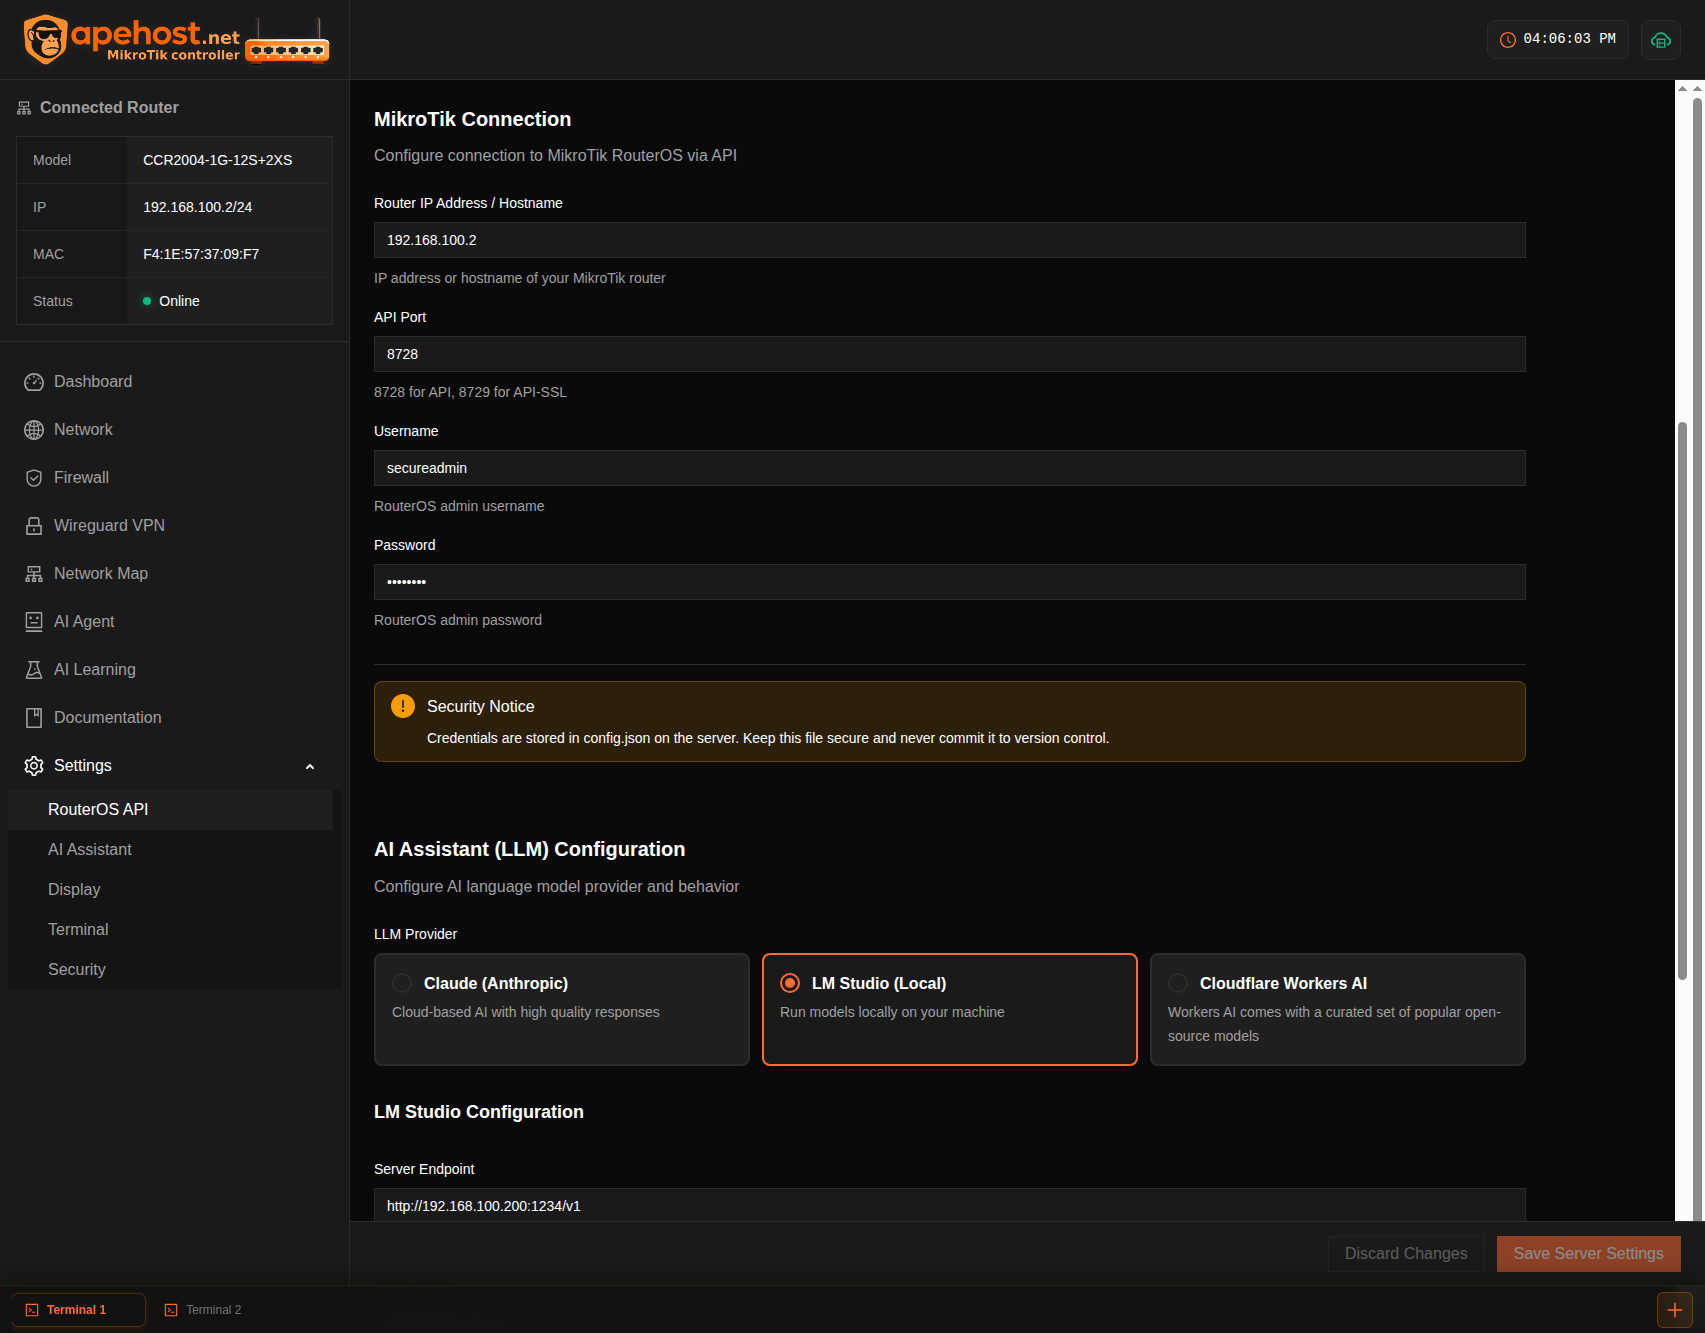 apehost.net
MikroTik controller
04:06:03 PM
Connected Router
Model CCR2004-1G-12S+2XS
IP 192.168.100.2/24
MAC F4:1E:57:37:09:F7
Status Online
Dashboard
Network
Firewall
Wireguard VPN
Network Map
AI Agent
AI Learning
Documentation
Settings
RouterOS API
AI Assistant
Display
Terminal
Security
MikroTik Connection
Configure connection to MikroTik RouterOS via API
Router IP Address / Hostname
192.168.100.2
IP address or hostname of your MikroTik router
API Port
8728
8728 for API, 8729 for API-SSL
Username
secureadmin
RouterOS admin username
Password
••••••••
RouterOS admin password
Security Notice
Credentials are stored in config.json on the server. Keep this file secure and never commit it to version control.
AI Assistant (LLM) Configuration
Configure AI language model provider and behavior
LLM Provider
Claude (Anthropic)
Cloud-based AI with high quality responses
LM Studio (Local)
Run models locally on your machine
Cloudflare Workers AI
Workers AI comes with a curated set of popular open-
source models
LM Studio Configuration
Server Endpoint
http://192.168.100.200:1234/v1
Discard Changes
Save Server Settings
Terminal 1
Terminal 2